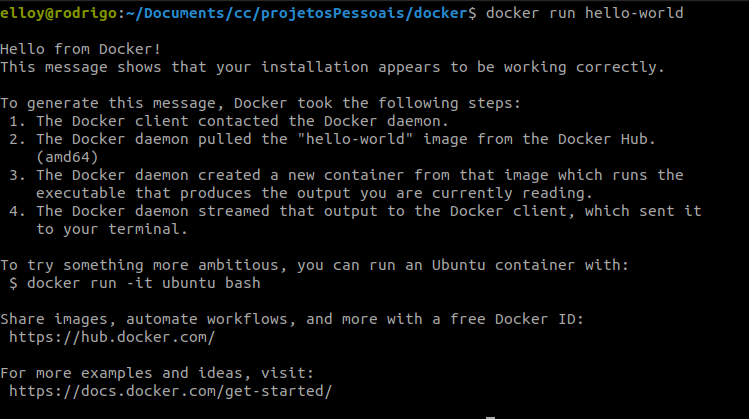 elloy@rodrigo:~/Documents/cc/projetosPessoais/docker$ docker run hello-world
Hello from Docker!
This message shows that your installation appears to be working correctly.
To generate this message, Docker took the following steps:
1. The Docker client contacted the Docker daemon.
2. The Docker daemon pulled the "hello-world" image from the Docker Hub.
(amd64)
3. The Docker daemon created a new container from that image which runs the
executable that produces the output you are currently reading.
4. The Docker daemon streamed that output to the Docker client, which sent it
to your terminal.
To try something more ambitious, you can run an Ubuntu container with:
$ docker run -it ubuntu bash
Share images, automate workflows, and more with a free Docker ID:
https://hub.docker.com/
For more examples and ideas, visit:
https://docs.docker.com/get-started/